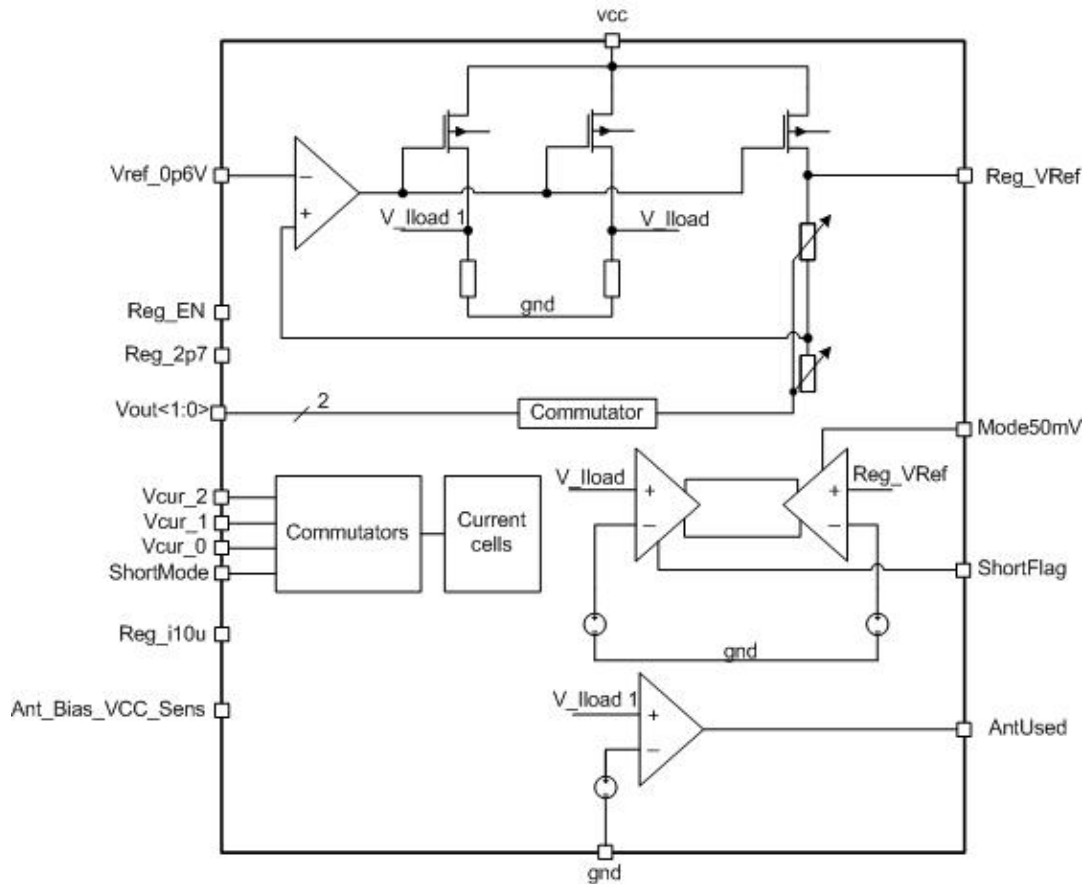 vcc
Vref_0p6V
−
+
Reg_VRef
V_Iload 1
V_Iload
gnd
Reg_EN
Reg_2p7
Vout<1:0>
2
Commutator
Mode50mV
V_Iload
+
−
Reg_VRef
+
−
Vcur_2
Vcur_1
Vcur_0
ShortMode
Commutators
Current
cells
ShortFlag
Reg_i10u
gnd
Ant_Bias_VCC_Sens
V_Iload 1
+
−
AntUsed
gnd